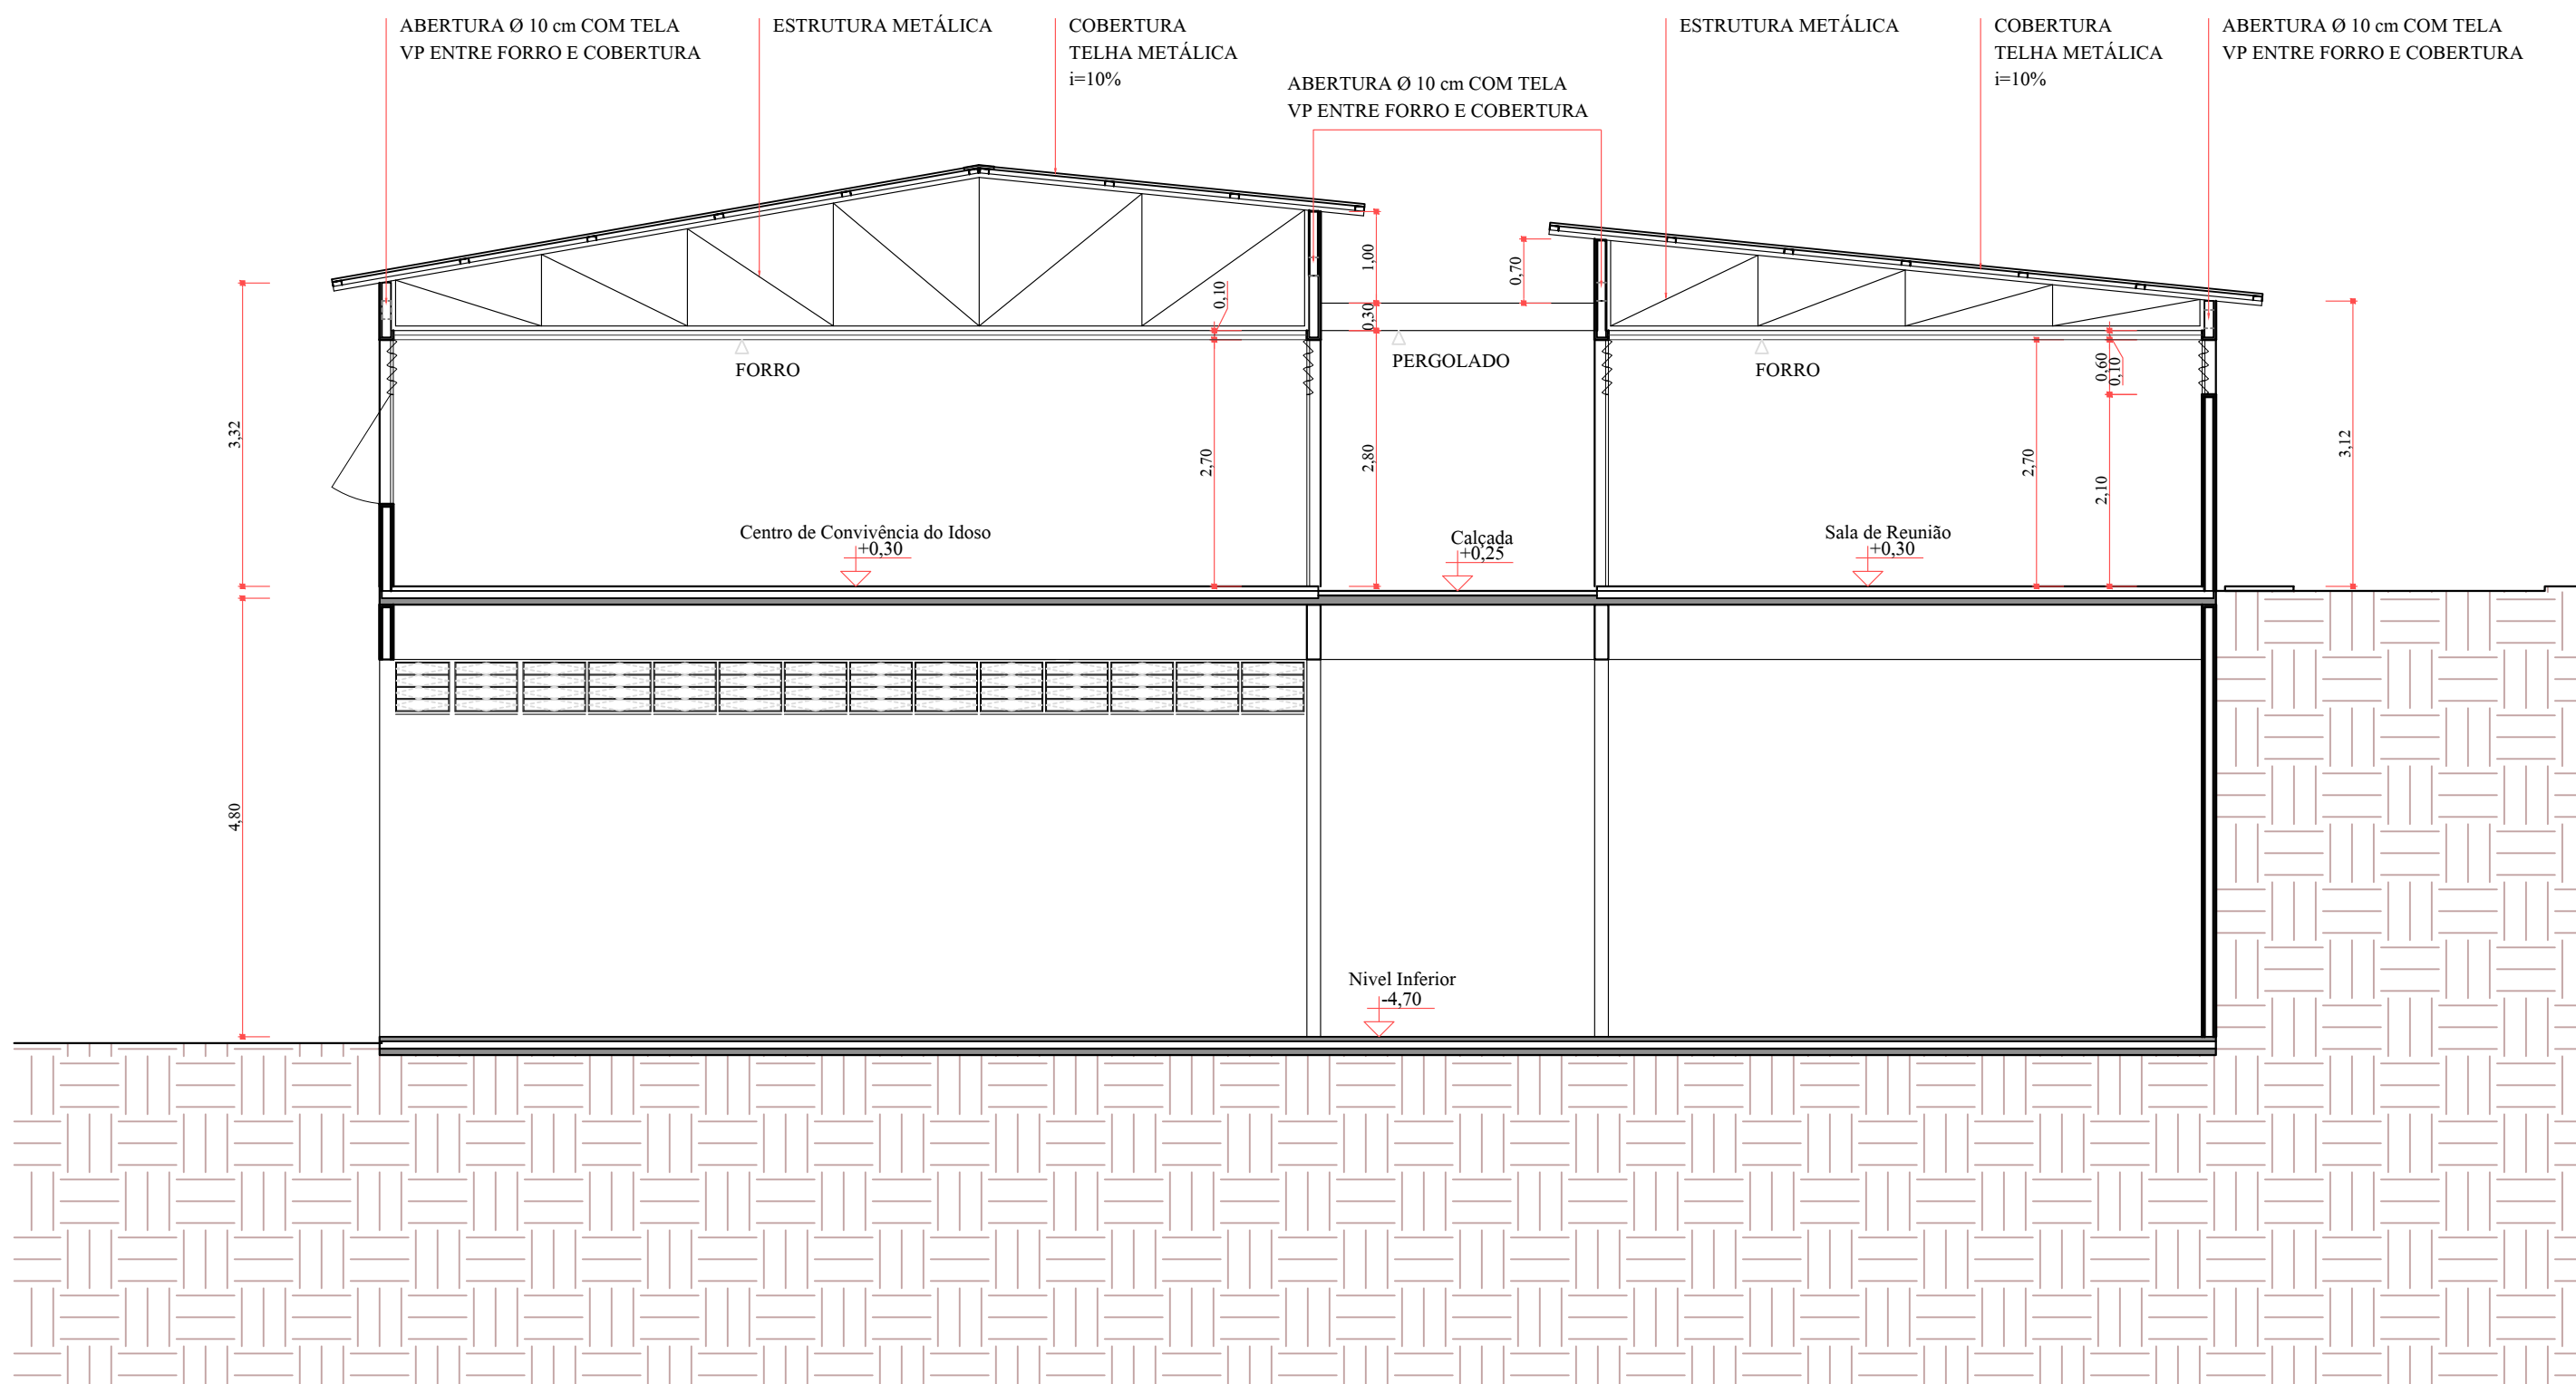 ABERTURA Ø 10 cm COM TELA
VP ENTRE FORRO E COBERTURA
ESTRUTURA METÁLICA
COBERTURA
TELHA METÁLICA
i=10%
ABERTURA Ø 10 cm COM TELA
VP ENTRE FORRO E COBERTURA
ESTRUTURA METÁLICA
COBERTURA
TELHA METÁLICA
i=10%
ABERTURA Ø 10 cm COM TELA
VP ENTRE FORRO E COBERTURA
1,00
0,70
0,10
0,30
FORRO
PERGOLADO
FORRO
0,60
0,10
3,32
2,70
2,80
2,70
2,10
3,12
Centro de Convivência do Idoso
+0,30
Calçada
+0,25
Sala de Reunião
+0,30
4,80
Nivel Inferior
-4,70